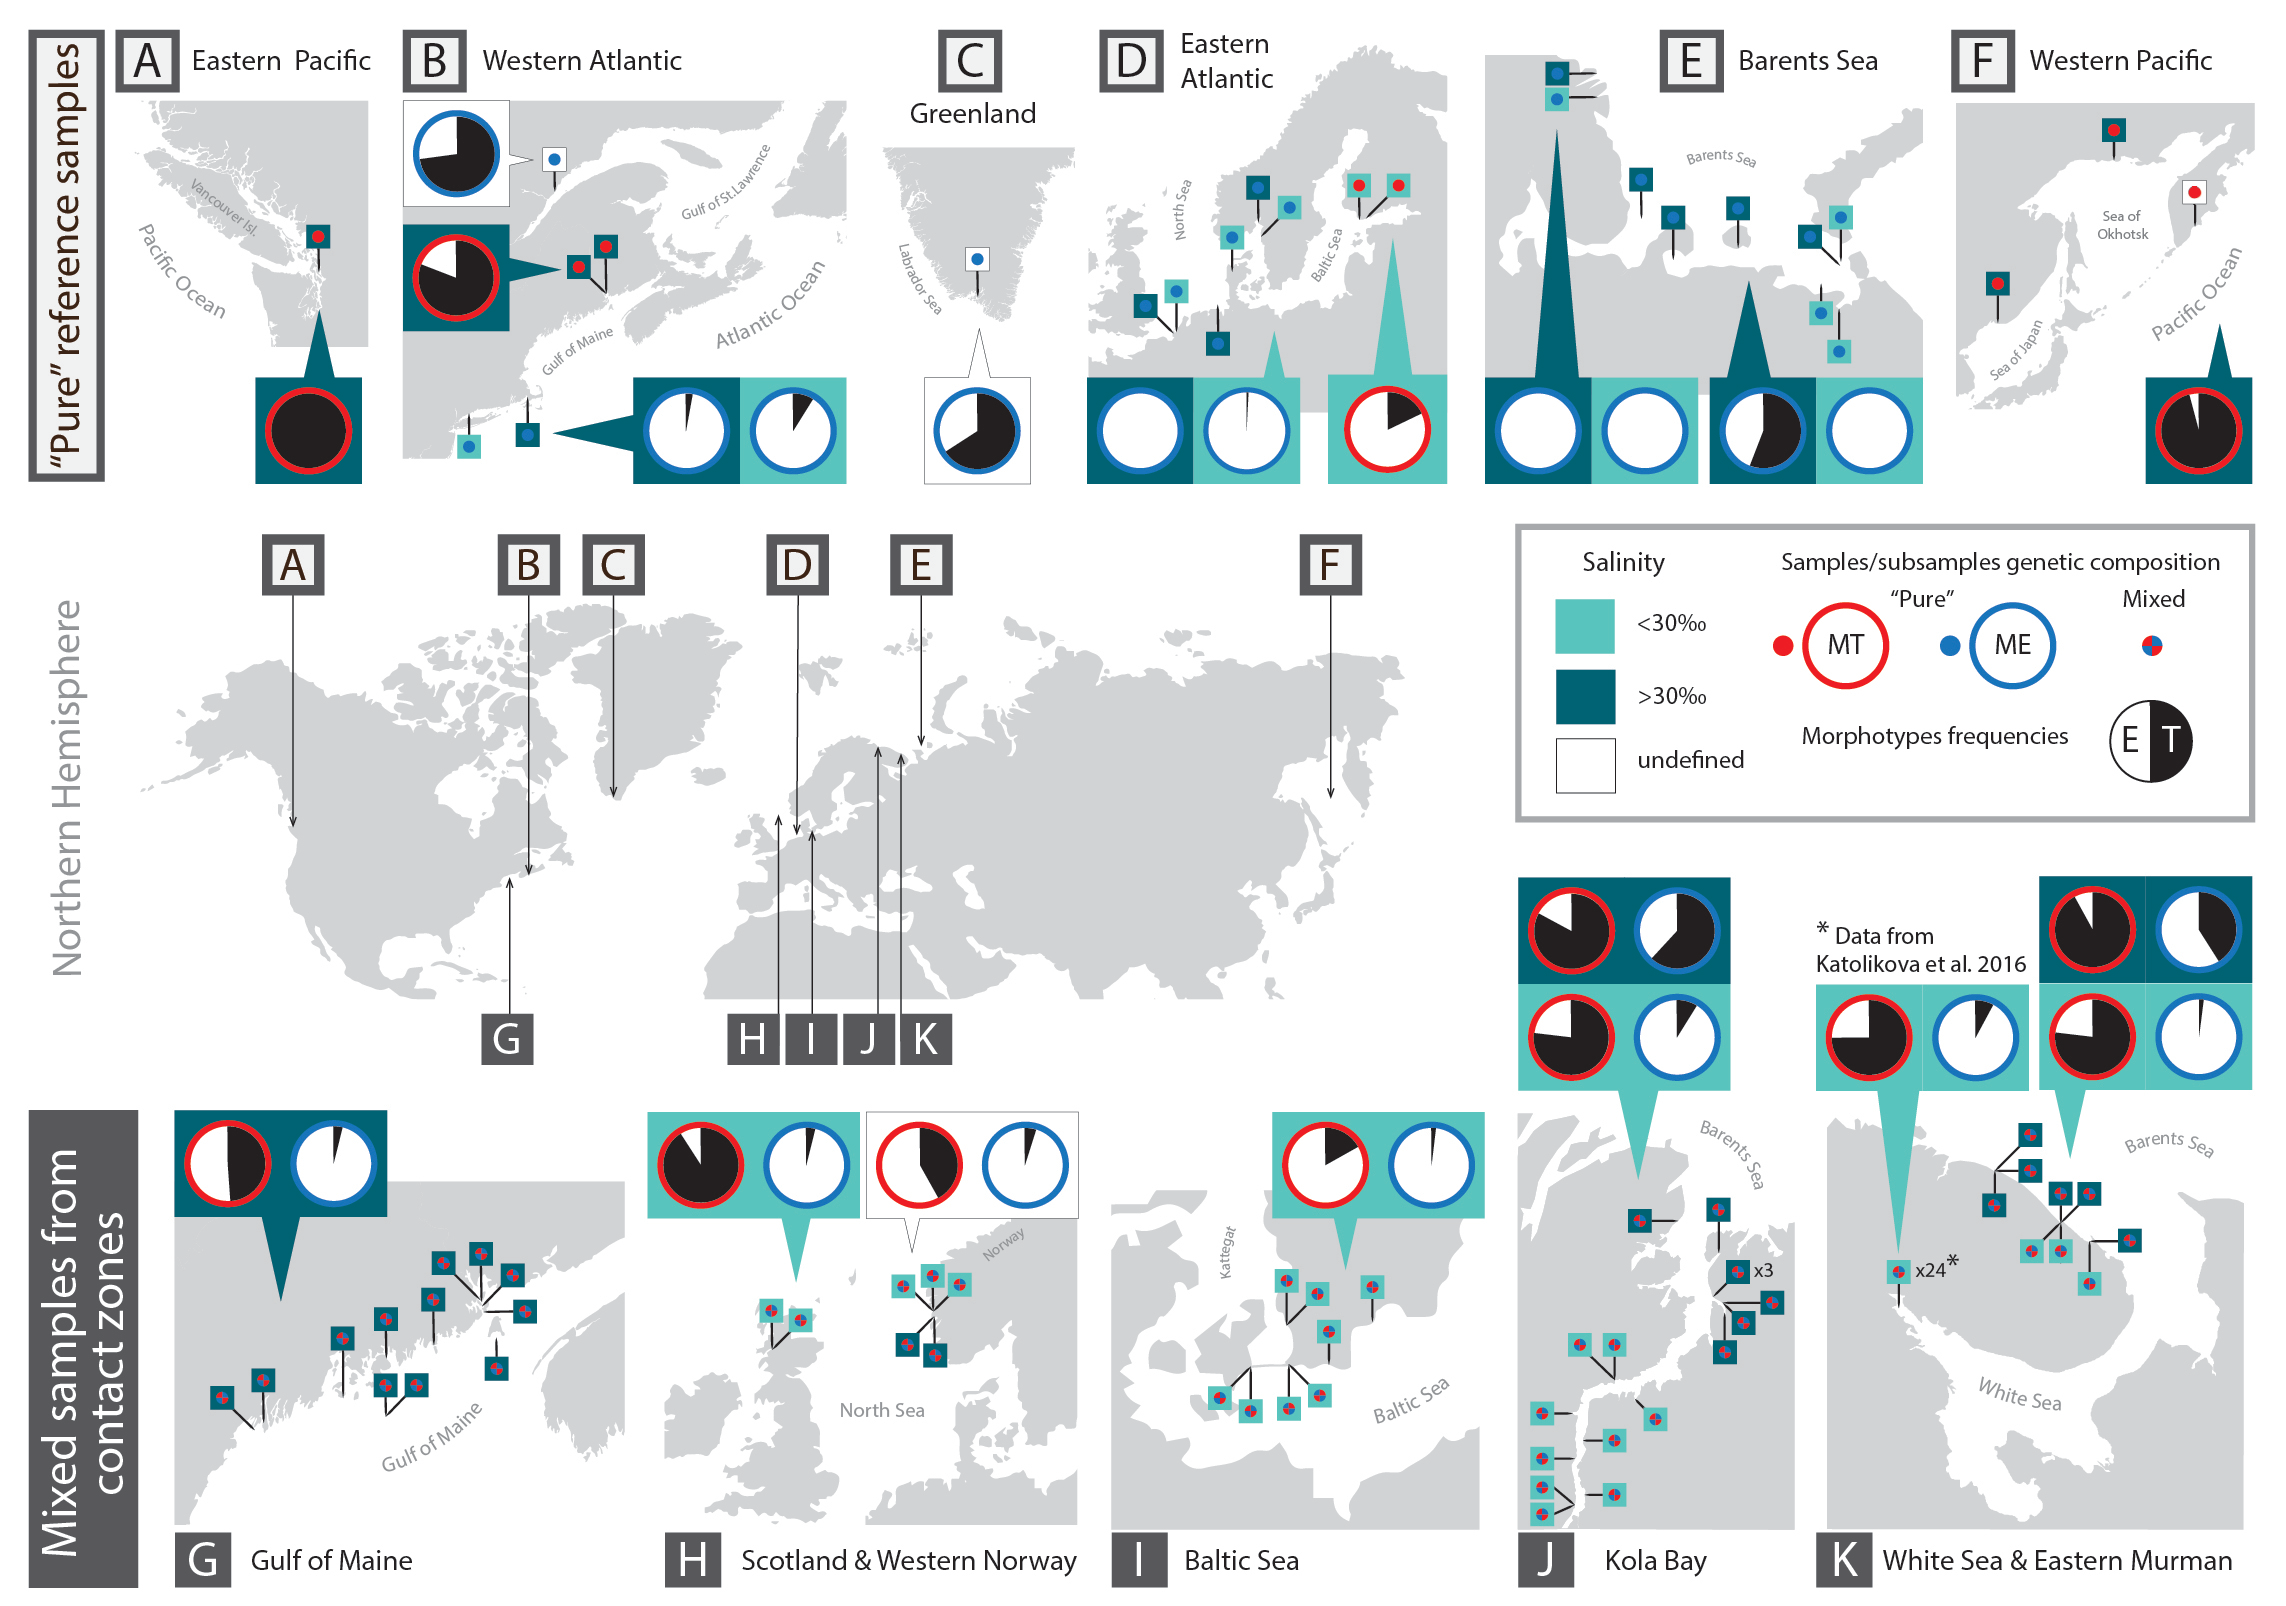 "Pure" reference samples
A
Eastern Pacific
Vancouver Isl.
Pacific Ocean
B
Western Atlantic
Gulf of St.Lawrence
Gulf of Maine
Atlantic Ocean
C
Greenland
Labrador Sea
D
Eastern
Atlantic
North Sea
Baltic Sea
E
Barents Sea
Barents Sea
F
Western Pacific
Sea of
Okhotsk
Sea of Japan
Pacific Ocean
Northern Hemisphere
A
B
C
D
E
F
G
H
I
J
K
Salinity
<30‰
>30‰
undefined
Samples/subsamples genetic composition
"Pure"
Mixed
MT
ME
Morphotypes frequencies
E
T
Mixed samples from
contact zones
Gulf of Maine
G
Gulf of Maine
Norway
North Sea
H
Scotland & Western Norway
Kattegat
Baltic Sea
I
Baltic Sea
Barents Sea
x3
J
Kola Bay
* Data from
Katolikova et al. 2016
Barents Sea
x24*
White Sea
K
White Sea & Eastern Murman